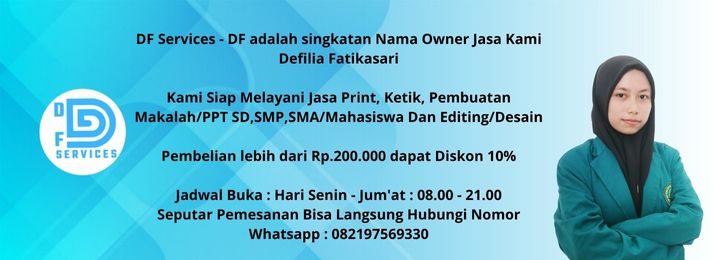 DF Services - DF adalah singkatan Nama Owner Jasa Kami
Defilia Fatikasari
Kami Siap Melayani Jasa Print, Ketik, Pembuatan
Makalah/PPT SD,SMP,SMA/Mahasiswa Dan Editing/Desain
Pembelian lebih dari Rp.200.000 dapat Diskon 10%
Jadwal Buka : Hari Senin - Jum'at : 08.00 - 21.00
Seputar Pemesanan Bisa Langsung Hubungi Nomor
Whatsapp : 082197569330
D
F
SERVICES